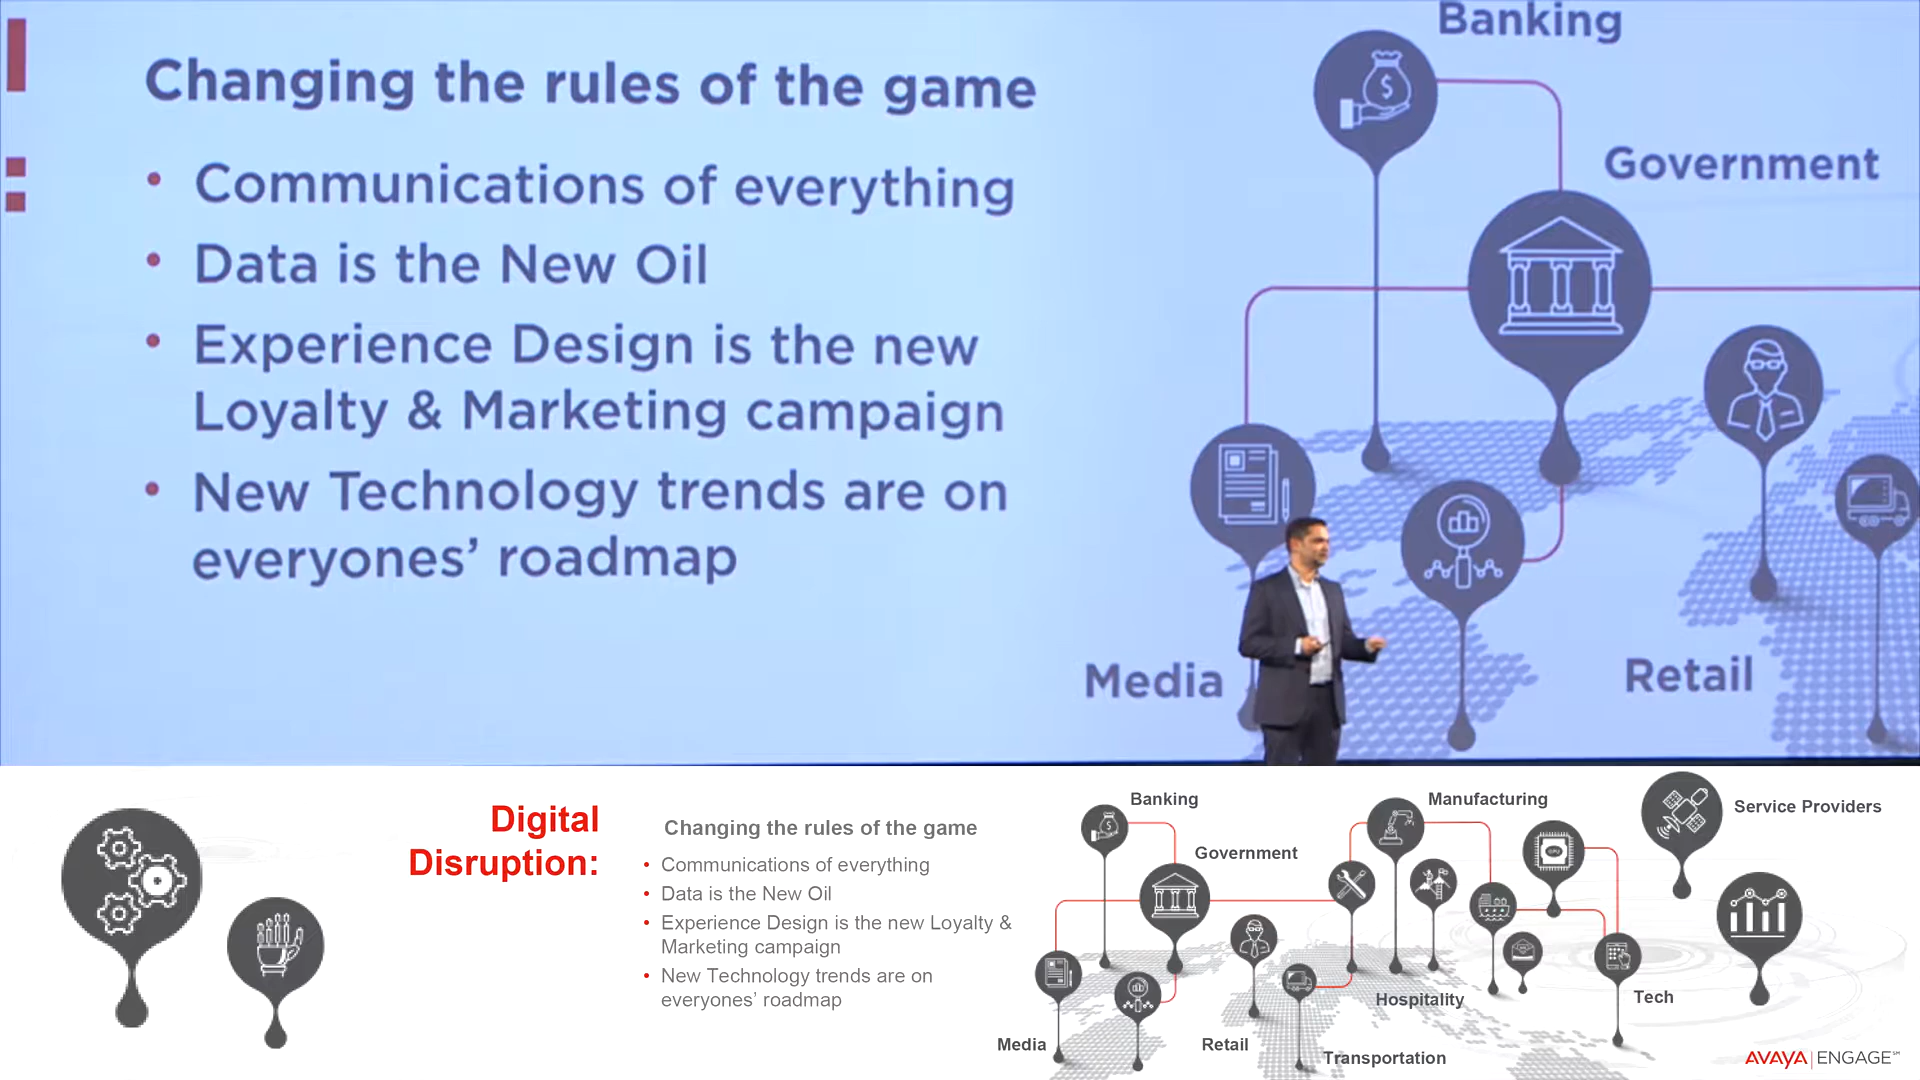 Banking
Changing the rules of the game
Government
• Communications of everything
• Data is the New Oil
• Experience Design is the new
Loyalty & Marketing campaign
• New Technology trends are on
everyones’ roadmap
Media
Retail
$
Digital
Disruption:
Changing the rules of the game
• Communications of everything
• Data is the New Oil
• Experience Design is the new Loyalty &
Marketing campaign
• New Technology trends are on
everyones’ roadmap
Banking
$
Government
Manufacturing
Service Providers
CPU
Hospitality
Tech
Media
Retail
Transportation
AVAYA | ENGAGE℠